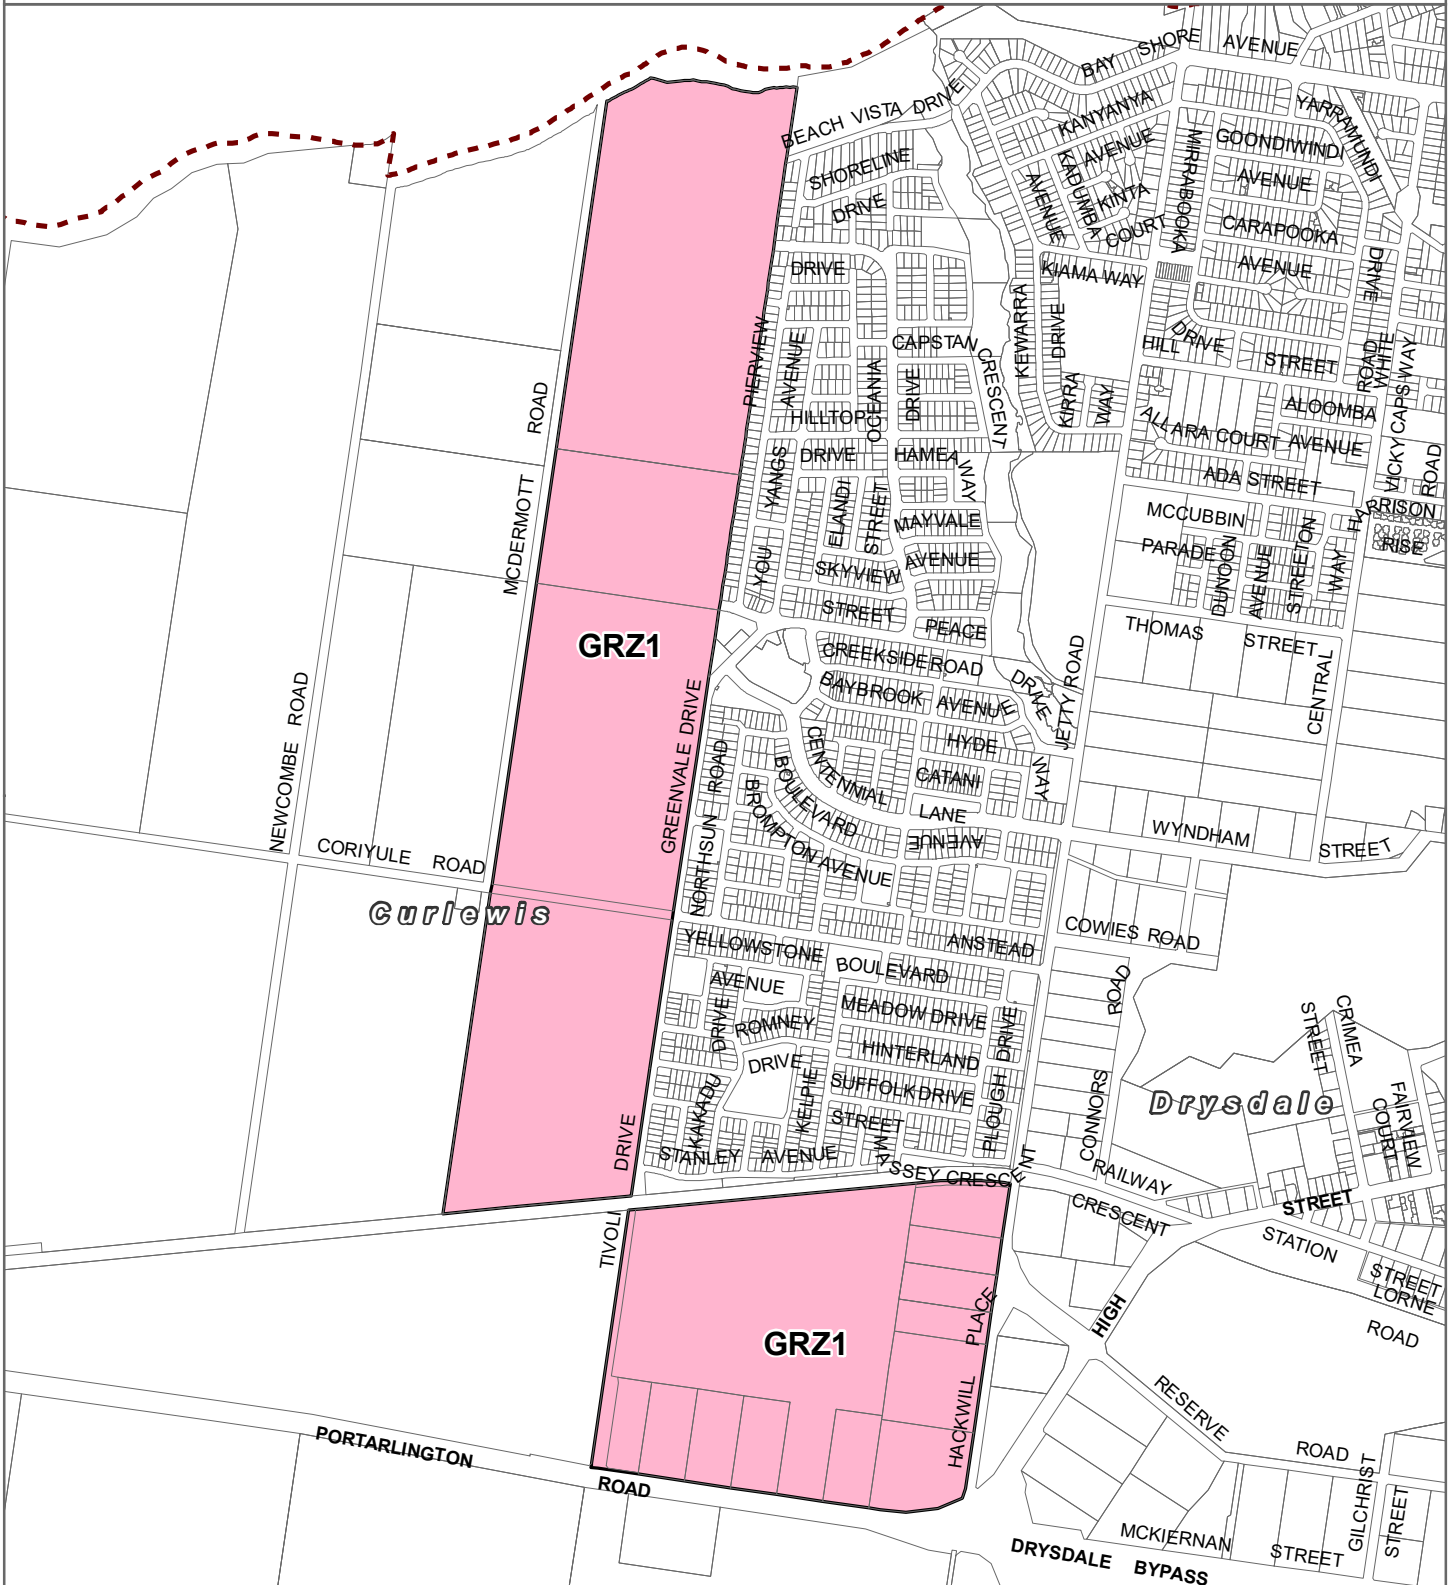 BAY SHORE AVENUE
BEACH VISTA DRIVE
KANYANYA
AVENUE
YARRAMUNDI
DRIVE
GOONDIWINDI
AVENUE
SHORELINE
DRIVE
AVENUE
KADUMBA
KINTA
COURT
MIRRABOOKA
DRIVE
CARAPOOKA
AVENUE
KIAMA WAY
DRIVE
KEWARRA
DRIVE
HILL
STREET
ROAD
WHITE
CAPS WAY
CAPSTAN
CRESCENT
PIERVIEW
AVENUE
OCEANIA
DRIVE
KIRRA
WAY
ALOOMBA
AVENUE
ALLARA COURT
HILLTOP
DRIVE
HAMEA
WAY
YANGS
YOU
ELANDI
STREET
MAYVALE
AVENUE
ADA STREET
VICKY
ROAD
HARRISON
RISE
MCCUBBIN
PARADE
DUNOON
AVENUE
STREETON
WAY
MCDERMOTT
ROAD
SKYVIEW
STREET
PEACE
ROAD
THOMAS
STREET
CENTRAL
GRZ1
CREEKSIDE
DRIVE
JETTY ROAD
BAYBROOK
AVENUE
NEWCOMBE ROAD
GREENVALE DRIVE
HYDE
WAY
CENTENNIAL
BOULEVARD
CATANI
LANE
NORTHSUN ROAD
BROMPTON AVENUE
AVENUE
WYNDHAM
STREET
CORIYULE ROAD
Curlewis
COWIES ROAD
YELLOWSTONE
AVENUE
ANSTEAD
BOULEVARD
MEADOW DRIVE
ROMNEY
DRIVE
DRIVE
KAKADU
HINTERLAND
SUFFOLK DRIVE
PLOUGH DRIVE
KELPIE
STREET
CONNORS
ROAD
CRIMEA
STREET
Drysdale
FAIRVIEW
COURT
STANLEY AVENUE
MASSEY CRESCENT
DRIVE
TIVOLI
RAILWAY
CRESCENT
STREET
STATION
STREET
LORNE
ROAD
HIGH
GRZ1
HACKWILL
PLACE
RESERVE
ROAD
PORTARLINGTON
ROAD
GILCHRIST
STREET
MCKIERNAN
STREET
DRYSDALE BYPASS